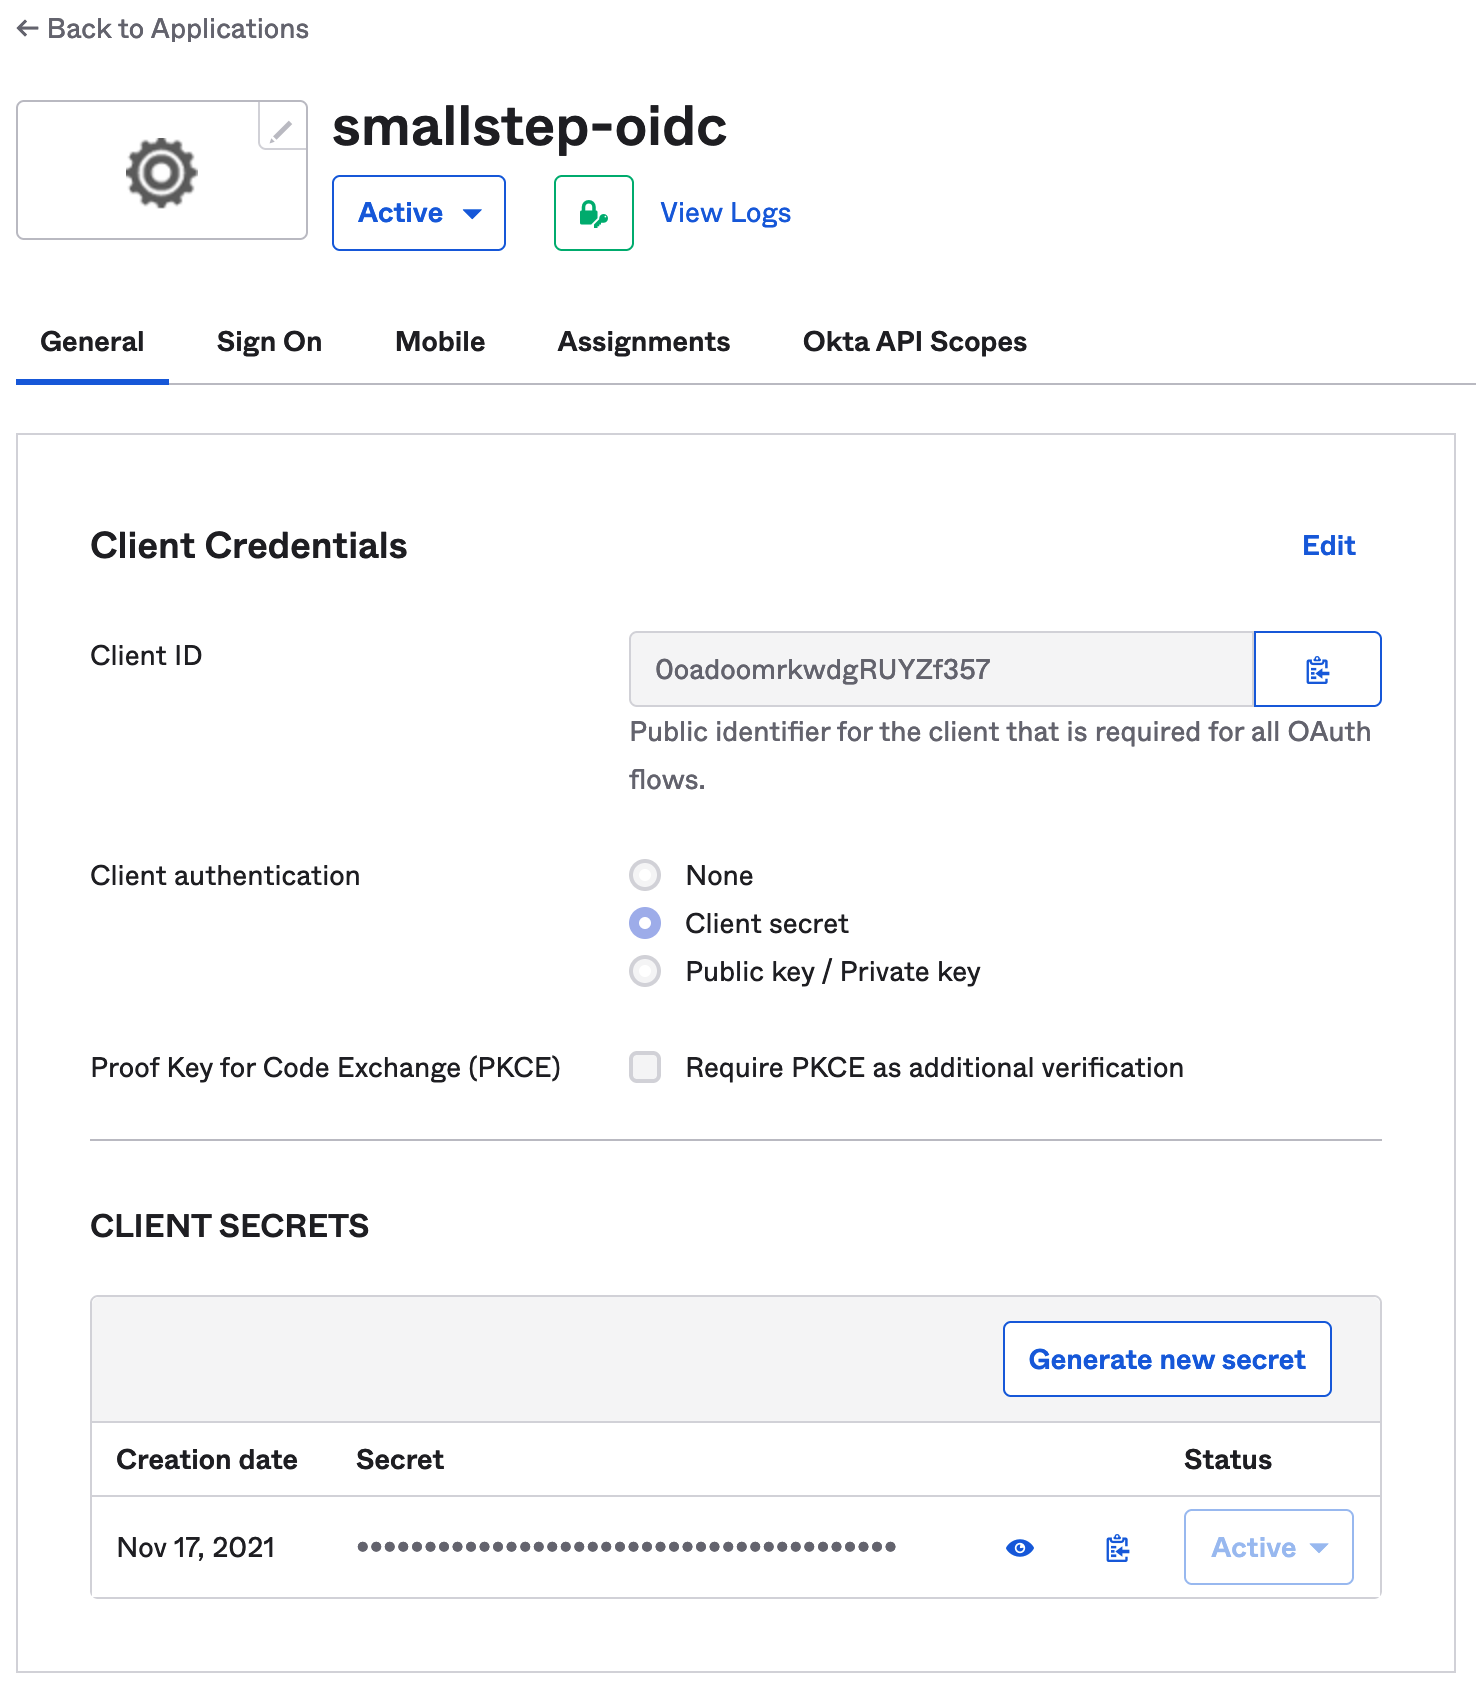 ← Back to Applications
smallstep-oidc
Active
View Logs
General Sign On Mobile Assignments Okta API Scopes
Client Credentials Edit
Client ID 0oadoomrkwdgRUYZf357
Public identifier for the client that is required for all OAuth
flows.
Client authentication None
Client secret
Public key / Private key
Proof Key for Code Exchange (PKCE) Require PKCE as additional verification
CLIENT SECRETS
Generate new secret
Creation date Secret Status
Nov 17, 2021 •••••••••••••••••••••••••••••••••••••••• Active